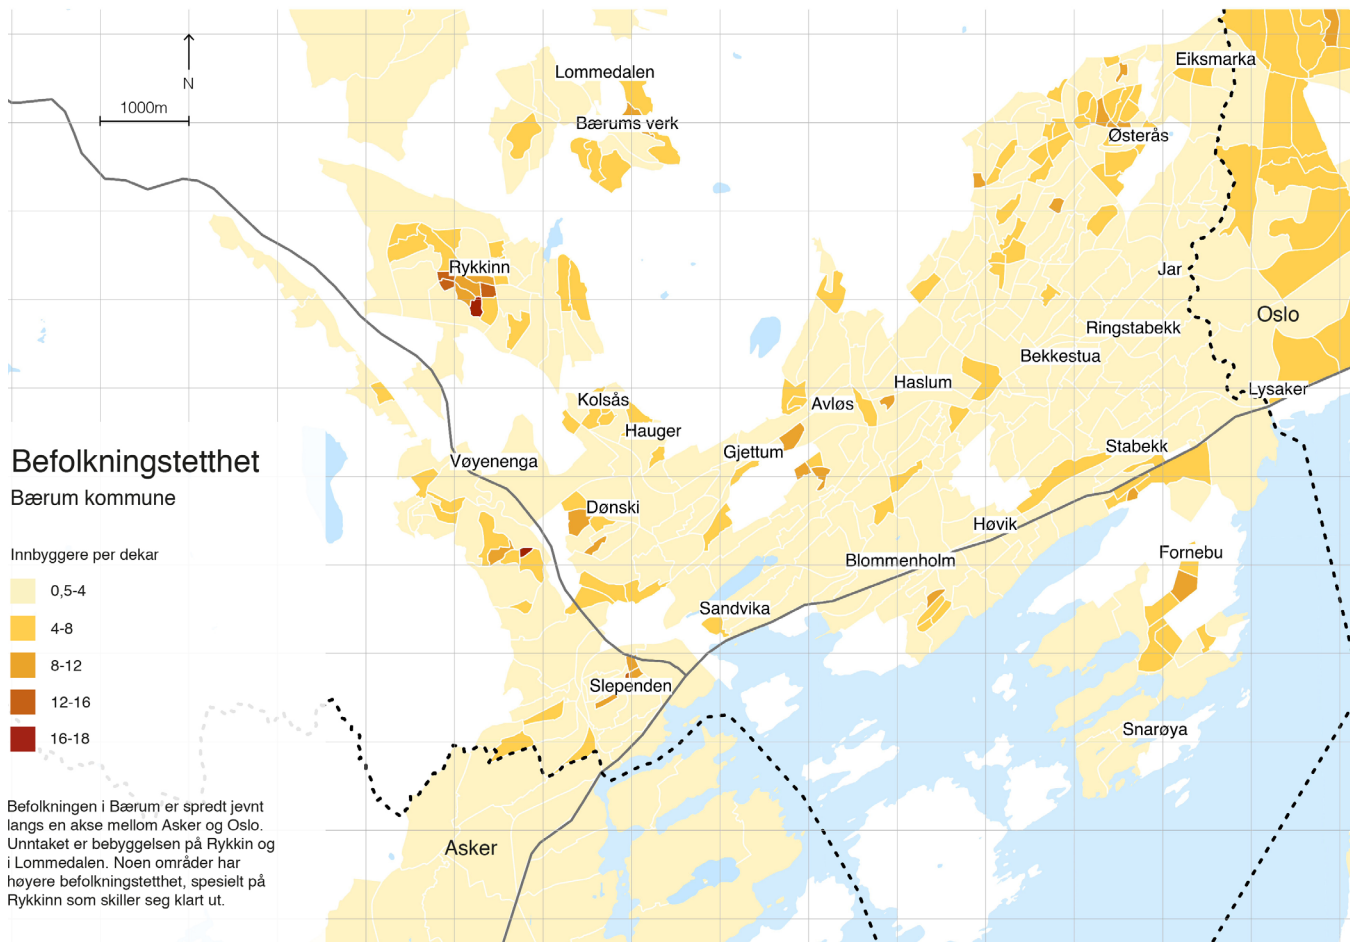 Lommedalen
Eiksmarka
N
1000m
Bærums verk
Østerås
Rykkinn
Jar
Oslo
Ringstabekk
Bekkestua
Haslum
Lysaker
Kolsås
Avløs
Hauger
Stabekk
Gjettum
Vøyenenga
Befolkningstetthet
Bærum kommune
Dønski
Høvik
Innbyggere per dekar
Fornebu
Blommenholm
0,5-4
Sandvika
4-8
8-12
Slependen
12-16
Snarøya
16-18
Befolkningen i Bærum er spredt jevnt
langs en akse mellom Asker og Oslo.
Unntaket er bebyggelsen på Rykkin og
i Lommedalen. Noen områder har
høyere befolkningstetthet, spesielt på
Rykkinn som skiller seg klart ut.
Asker